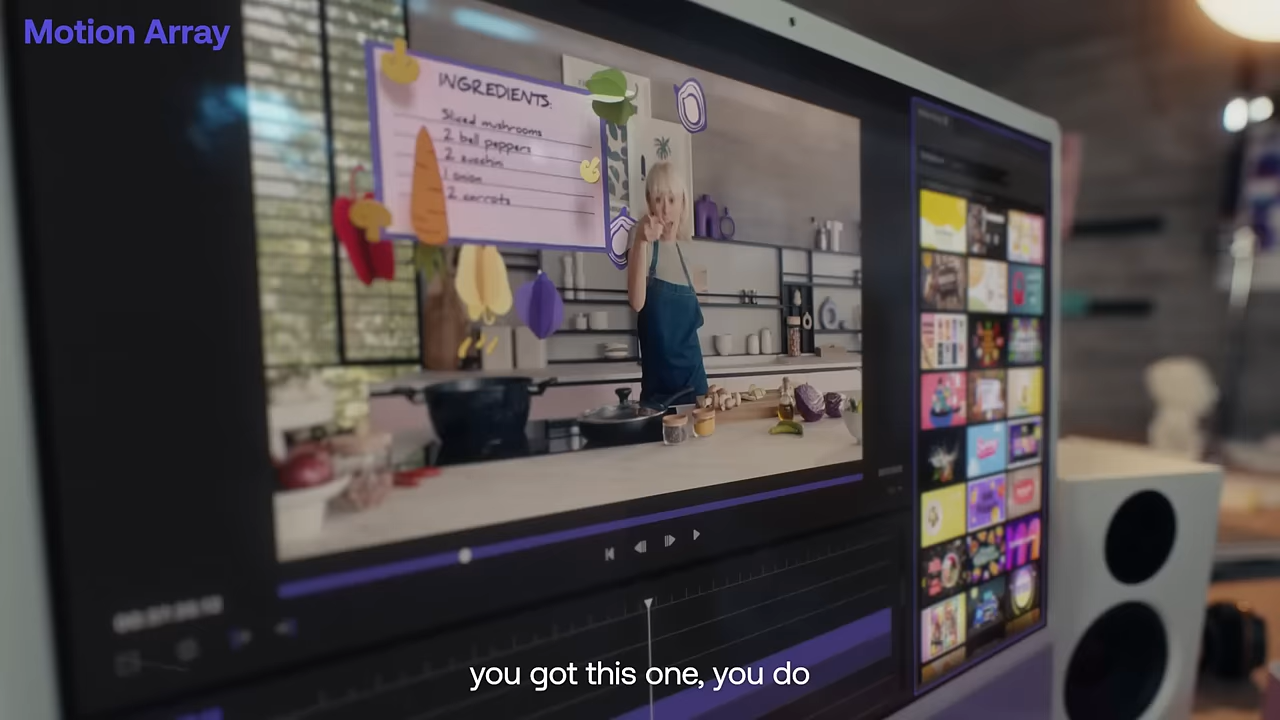 Motion Array
INGREDIENTS:
Sliced mushrooms
2 bell peppers
2 zucchini
1 onion
2 carrots
you got this one, you do